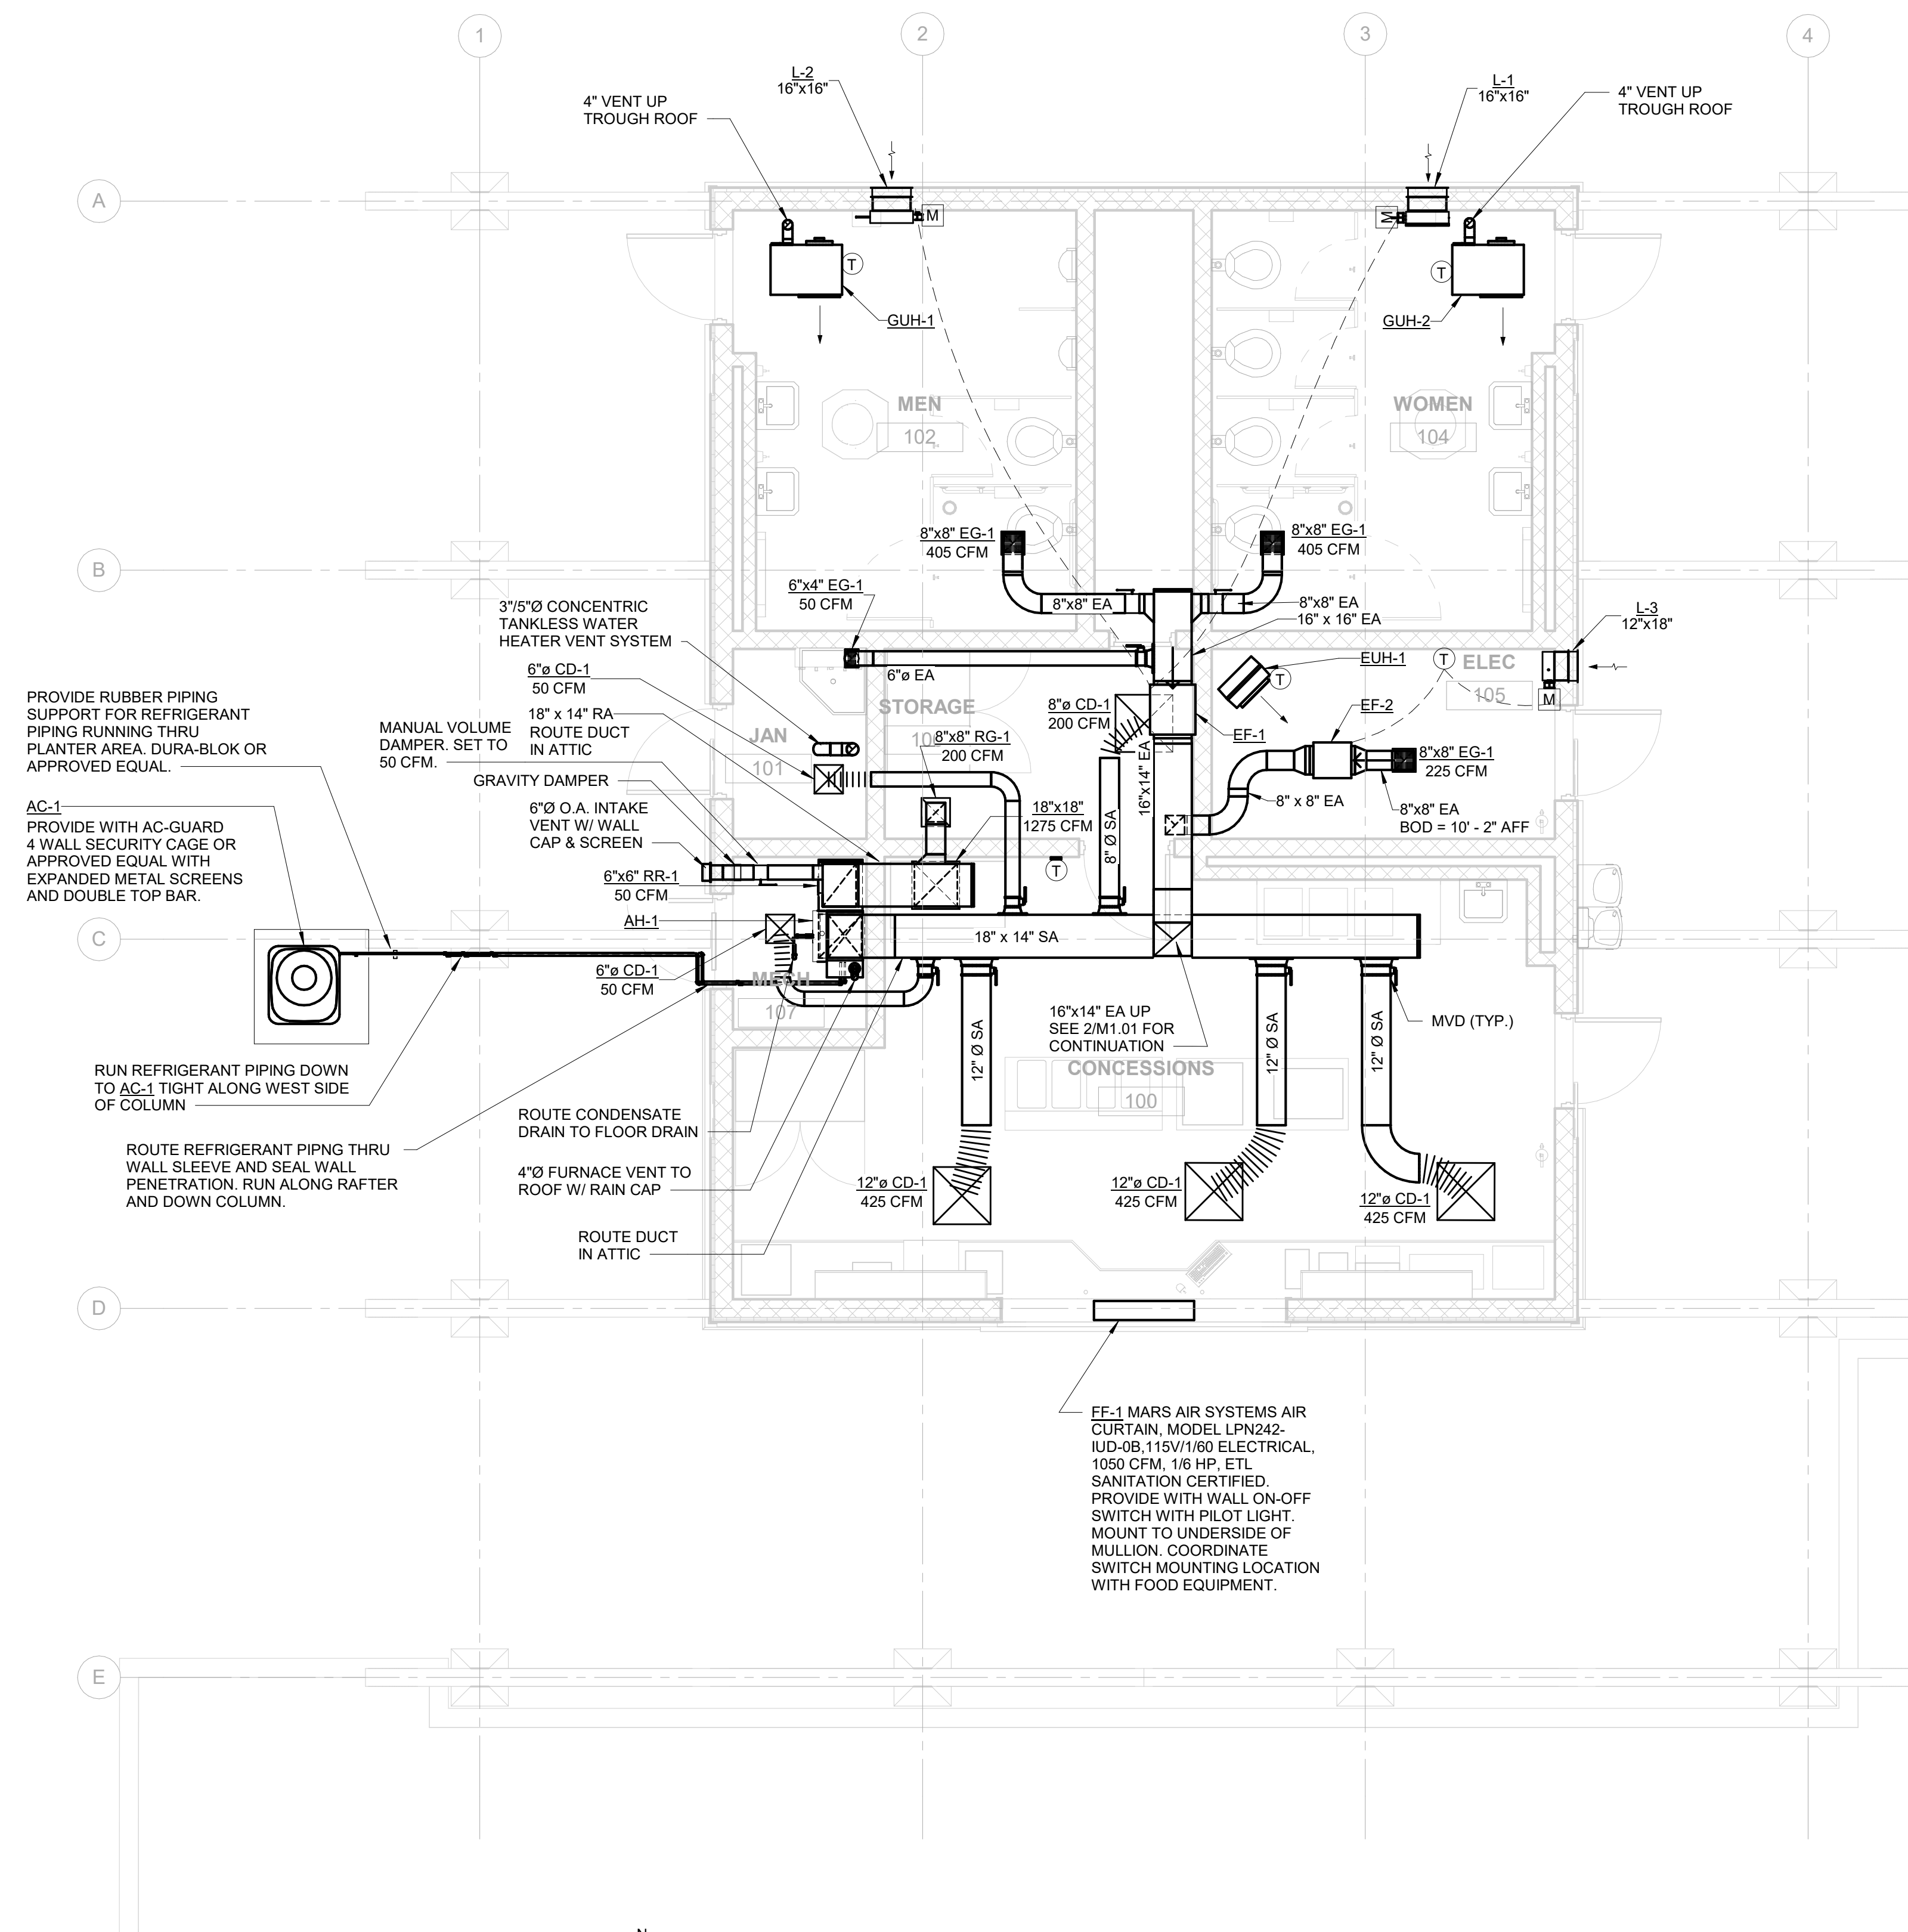 1
2
3
4
L-2
16"x16"
L-1
16"x16"
4" VENT UP
TROUGH ROOF
4" VENT UP
TROUGH ROOF
A
M
M
T
T
GUH-1
GUH-2
MEN
102
WOMEN
104
B
8"x8" EG-1
405 CFM
8"x8" EG-1
405 CFM
6"x4" EG-1
50 CFM
8"x8" EA
8"x8" EA
16" x 16" EA
3"/5"Ø CONCENTRIC
TANKLESS WATER
HEATER VENT SYSTEM
L-3
12"x18"
6"ø EA
EUH-1
T
T
ELEC
105
M
6"ø CD-1
50 CFM
STORAGE
8"ø CD-1
200 CFM
EF-2
EF-1
PROVIDE RUBBER PIPING
SUPPORT FOR REFRIGERANT
PIPING RUNNING THRU
PLANTER AREA. DURA-BLOK OR
APPROVED EQUAL.
MANUAL VOLUME
DAMPER. SET TO
50 CFM.
18" x 14" RA
ROUTE DUCT
IN ATTIC
JAN
101
8"x8" RG-1
200 CFM
16"x14" EA
8"x8" EG-1
225 CFM
GRAVITY DAMPER
8" x 8" EA
8"x8" EA
BOD = 10' - 2" AFF
AC-1
PROVIDE WITH AC-GUARD
4 WALL SECURITY CAGE OR
APPROVED EQUAL WITH
EXPANDED METAL SCREENS
AND DOUBLE TOP BAR.
6"Ø O.A. INTAKE
VENT W/ WALL
CAP & SCREEN
18"x18"
1275 CFM
8" Ø SA
T
6"x6" RR-1
50 CFM
AH-1
C
18" x 14" SA
6"ø CD-1
50 CFM
MECH
107
16"x14" EA UP
SEE 2/M1.01 FOR
CONTINUATION
MVD (TYP.)
12" Ø SA
12" Ø SA
12" Ø SA
CONCESSIONS
100
RUN REFRIGERANT PIPING DOWN
TO AC-1 TIGHT ALONG WEST SIDE
OF COLUMN
ROUTE CONDENSATE
DRAIN TO FLOOR DRAIN
ROUTE REFRIGERANT PIPNG THRU
WALL SLEEVE AND SEAL WALL
PENETRATION. RUN ALONG RAFTER
AND DOWN COLUMN.
4"Ø FURNACE VENT TO
ROOF W/ RAIN CAP
12"ø CD-1
425 CFM
12"ø CD-1
425 CFM
12"ø CD-1
425 CFM
ROUTE DUCT
IN ATTIC
D
FF-1 MARS AIR SYSTEMS AIR
CURTAIN, MODEL LPN242-
IUD-0B,115V/1/60 ELECTRICAL,
1050 CFM, 1/6 HP, ETL
SANITATION CERTIFIED.
PROVIDE WITH WALL ON-OFF
SWITCH WITH PILOT LIGHT.
MOUNT TO UNDERSIDE OF
MULLION. COORDINATE
SWITCH MOUNTING LOCATION
WITH FOOD EQUIPMENT.
E